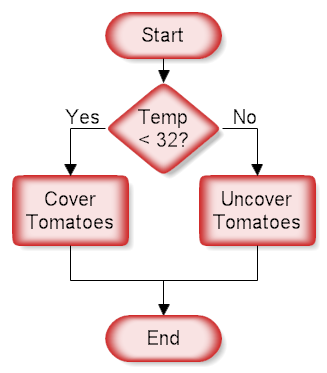 Start
Temp
< 32?
Yes
No
Cover
Tomatoes
Uncover
Tomatoes
End